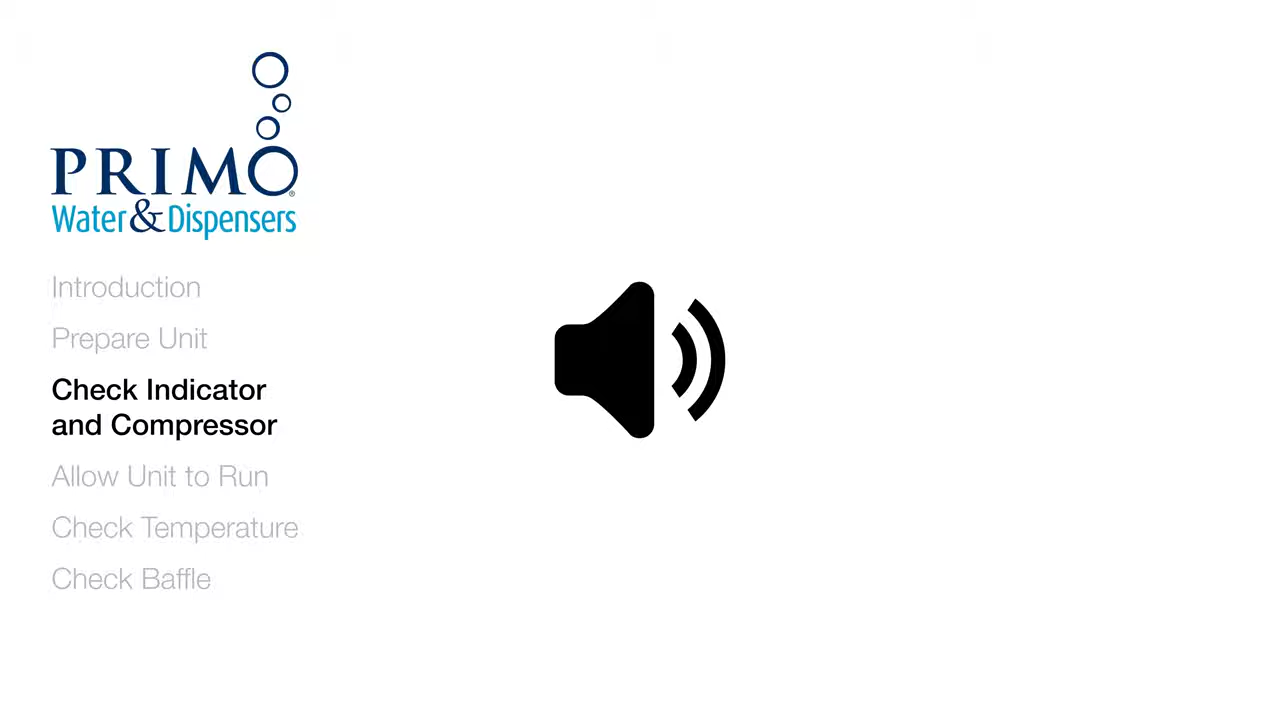 PRIMO®
Water & Dispensers
Introduction
Prepare Unit
Check Indicator
and Compressor
Allow Unit to Run
Check Temperature
Check Baffle